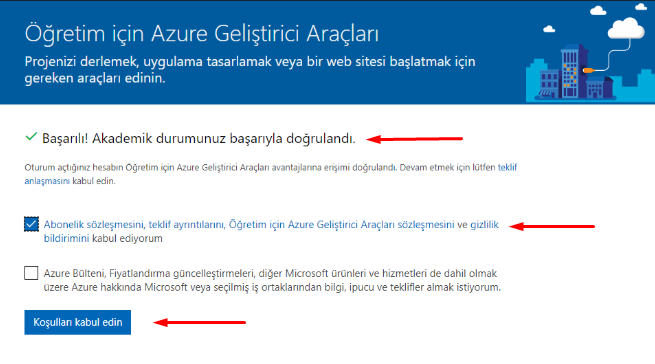 Öğretim için Azure Geliştirici Araçları
Projenizi derlemek, uygulama tasarlamak veya bir web sitesi başlatmak için
gereken araçları edinin.
Başarılı! Akademik durumunuz başarıyla doğrulandı.
Oturum açtığınız hesabın Öğretim için Azure Geliştirici Araçları avantajlarına erişimi doğrulandı. Devam etmek için lütfen teklif
anlaşmasını kabul edin.
Abonelik sözleşmesini, teklif ayrıntılarını, Öğretim için Azure Geliştirici Araçları sözleşmesini ve gizlilik
bildirimini kabul ediyorum
Azure Bülteni, Fiyatlandırma güncelleştirmeleri, diğer Microsoft ürünleri ve hizmetleri de dahil olmak
üzere Azure hakkında Microsoft veya seçilmiş iş ortaklarından bilgi, ipucu ve teklifler almak istiyorum.
Koşulları kabul edin